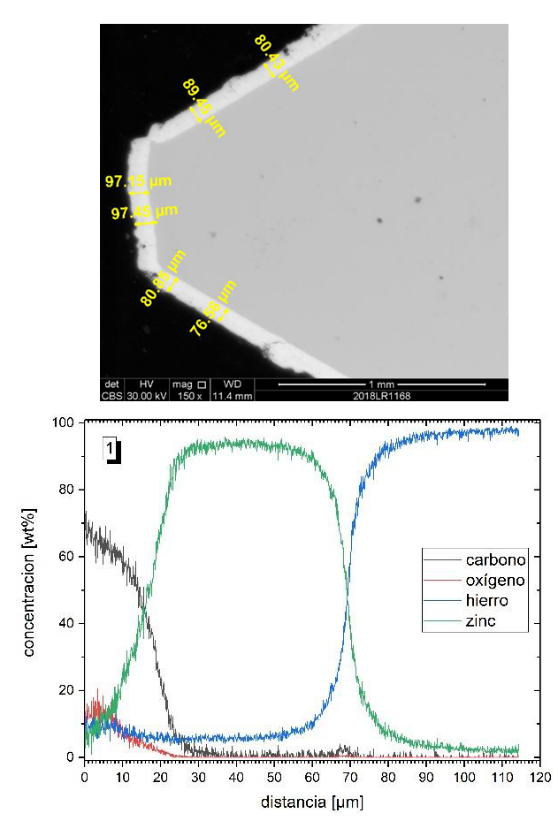 80.43 µm
89.45 µm
97.15 µm
97.45 µm
80.85 µm
76.56 µm
det HV mag □ WD 1 mm
CBS 30.00 kV 150 x 11.4 mm 2018LR1168
1
concentracion [wt%]
100
80
60
40
20
0
carbono
oxígeno
hierro
zinc
0 10 20 30 40 50 60 70 80 90 100 110 120
distancia [µm]